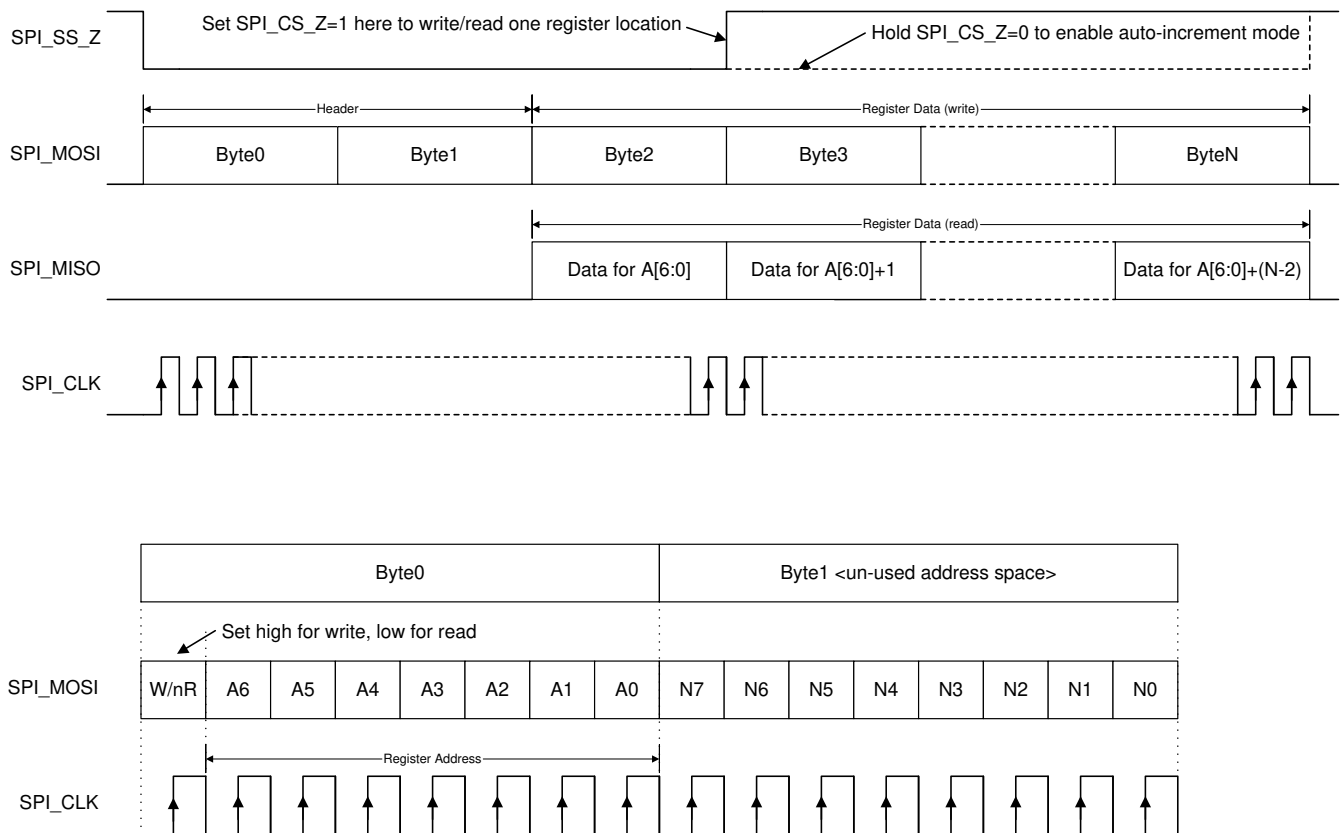 Set SPI_CS_Z=1 here to write/read one register location
SPI_SS_Z
Hold SPI_CS_Z=0 to enable auto-increment mode
Header
Register Data (write)
SPI_MOSI
Byte0
Byte1
Byte2
Byte3
ByteN
Register Data (read)
SPI_MISO
Data for A[6:0]
Data for A[6:0]+1
Data for A[6:0]+(N-2)
SPI_CLK
Byte0
Byte1 <un-used address space>
Set high for write, low for read
SPI_MOSI
W/nR
A6
A5
A4
A3
A2
A1
A0
N7
N6
N5
N4
N3
N2
N1
N0
Register Address
SPI_CLK